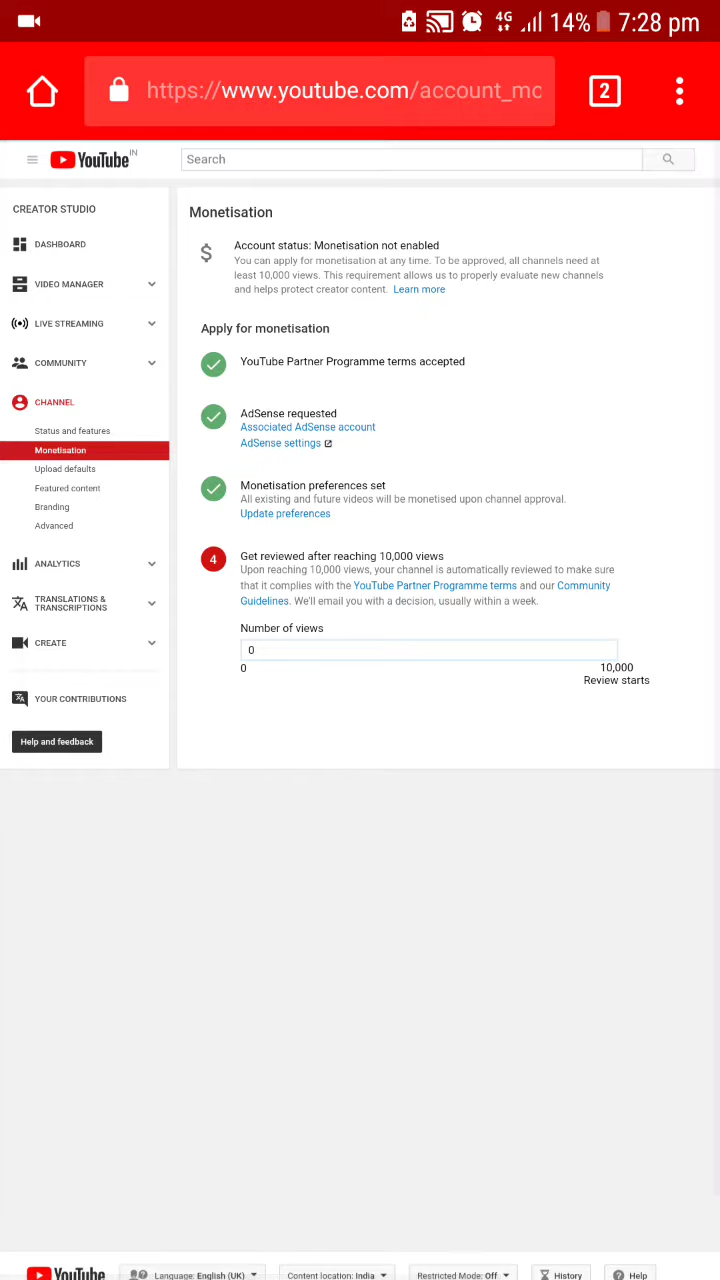 4G 14% 7:28 pm
https://www.youtube.com/account_mo
2
YouTube IN
Search
CREATOR STUDIO
DASHBOARD
VIDEO MANAGER
LIVE STREAMING
COMMUNITY
CHANNEL
Status and features
Monetisation
Upload defaults
Featured content
Branding
Advanced
ANALYTICS
TRANSLATIONS &
TRANSCRIPTIONS
CREATE
YOUR CONTRIBUTIONS
Help and feedback
Monetisation
$
Account status: Monetisation not enabled
You can apply for monetisation at any time. To be approved, all channels need at
least 10,000 views. This requirement allows us to properly evaluate new channels
and helps protect creator content. Learn more
Apply for monetisation
YouTube Partner Programme terms accepted
AdSense requested
Associated AdSense account
AdSense settings
Monetisation preferences set
All existing and future videos will be monetised upon channel approval.
Update preferences
4
Get reviewed after reaching 10,000 views
Upon reaching 10,000 views, your channel is automatically reviewed to make sure
that it complies with the YouTube Partner Programme terms and our Community
Guidelines. We'll email you with a decision, usually within a week.
Number of views
0
0 10,000
Review starts
YouTube Language: English (UK) Content location: India Restricted Mode: Off History Help